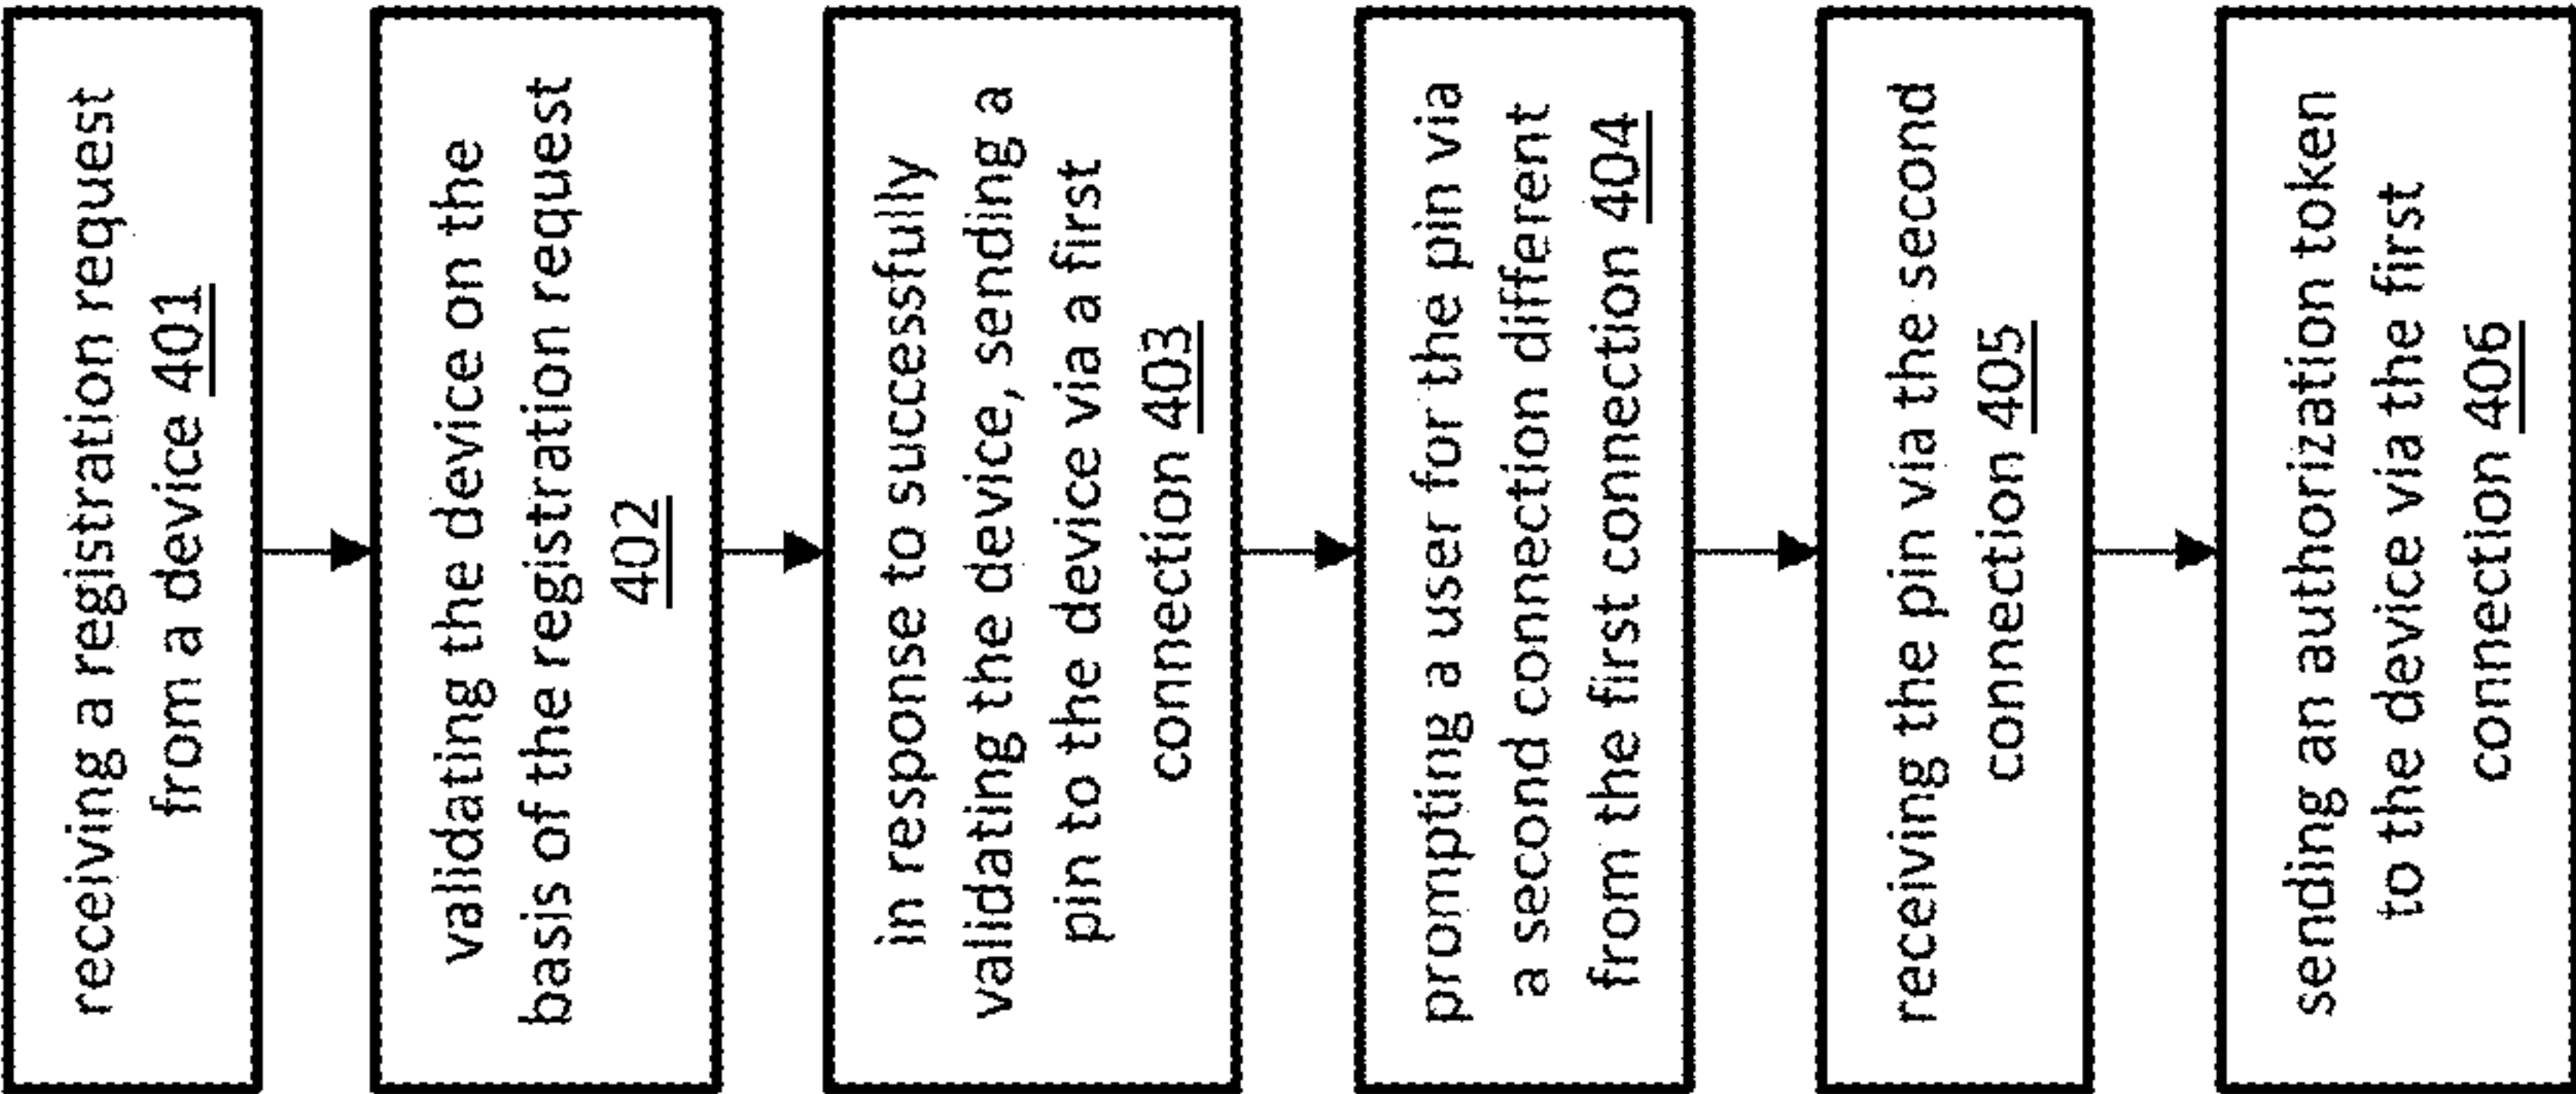 receiving a registration request
from a device 401
validating the device on the
basis of the registration request
402
in response to successfully
validating the device, sending a
pin to the device via a first
connection 403
prompting a user for the pin via
a second connection different
from the first connection 404
receiving the pin via the second
connection 405
sending an authorization token
to the device via the first
connection 406